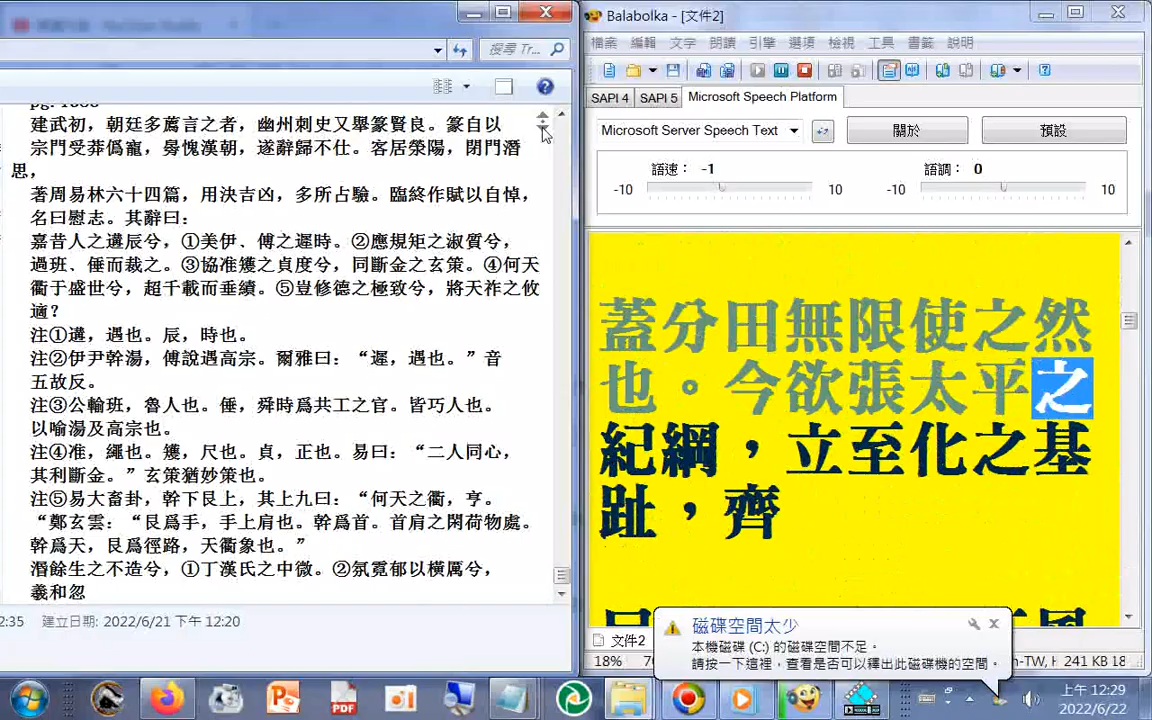 搜尋 Tr...
建武初，朝廷多薦言之者，幽州刺史又舉篆賢良。篆自以
宗門受莽僞寵，慙愧漢朝，遂辭歸不仕。客居滎陽，閉門潛
思，
著周易林六十四篇，用決吉凶，多所占驗。臨終作賦以自悼，
名曰慰志。其辭曰：
嘉昔人之遘辰兮，①美伊、傅之遻時。②應規矩之淑質兮，
過班、倕而裁之。③協准矱之貞度兮，同斷金之玄策。④何天
衢于盛世兮，超千載而垂績。⑤豈修德之極致兮，將天祚之攸
適？
注①遘，遇也。辰，時也。
注②伊尹幹湯，傅說遇高宗。爾雅曰：“遻，遇也。”音
五故反。
注③公輸班，魯人也。倕，舜時爲共工之官。皆巧人也。
以喻湯及高宗也。
注④准，繩也。矱，尺也。貞，正也。易曰：“二人同心，
其利斷金。”玄策猶妙策也。
注⑤易大畜卦，幹下艮上，其上九曰：“何天之衢，亨。
“鄭玄雲：“艮爲手，手上肩也。幹爲首。首肩之閒荷物處。
幹爲天，艮爲徑路，天衢象也。”
潛餘生之不造兮，①丁漢氏之中微。②氛霓郁以橫厲兮，
羲和忽
2:35 建立日期: 2022/6/21 下午 12:20
Balabolka - [文件2]
檔案 編輯 文字 朗讀 引擎 選項 檢視 工具 書籤 說明
SAPI 4 SAPI 5 Microsoft Speech Platform
Microsoft Server Speech Text 關於 預設
語速： -1 語調： 0
-10 10 -10 10
蓋分田無限使之然
也。今欲張太平之
紀綱，立至化之基
趾，齊
文件2
磁碟空間太少
本機磁碟 (C:) 的磁碟空間不足。
請按一下這裡，查看是否可以釋出此磁碟機的空間。
18% n-TW, H 241 KB 18
上午 12:29
2022/6/22